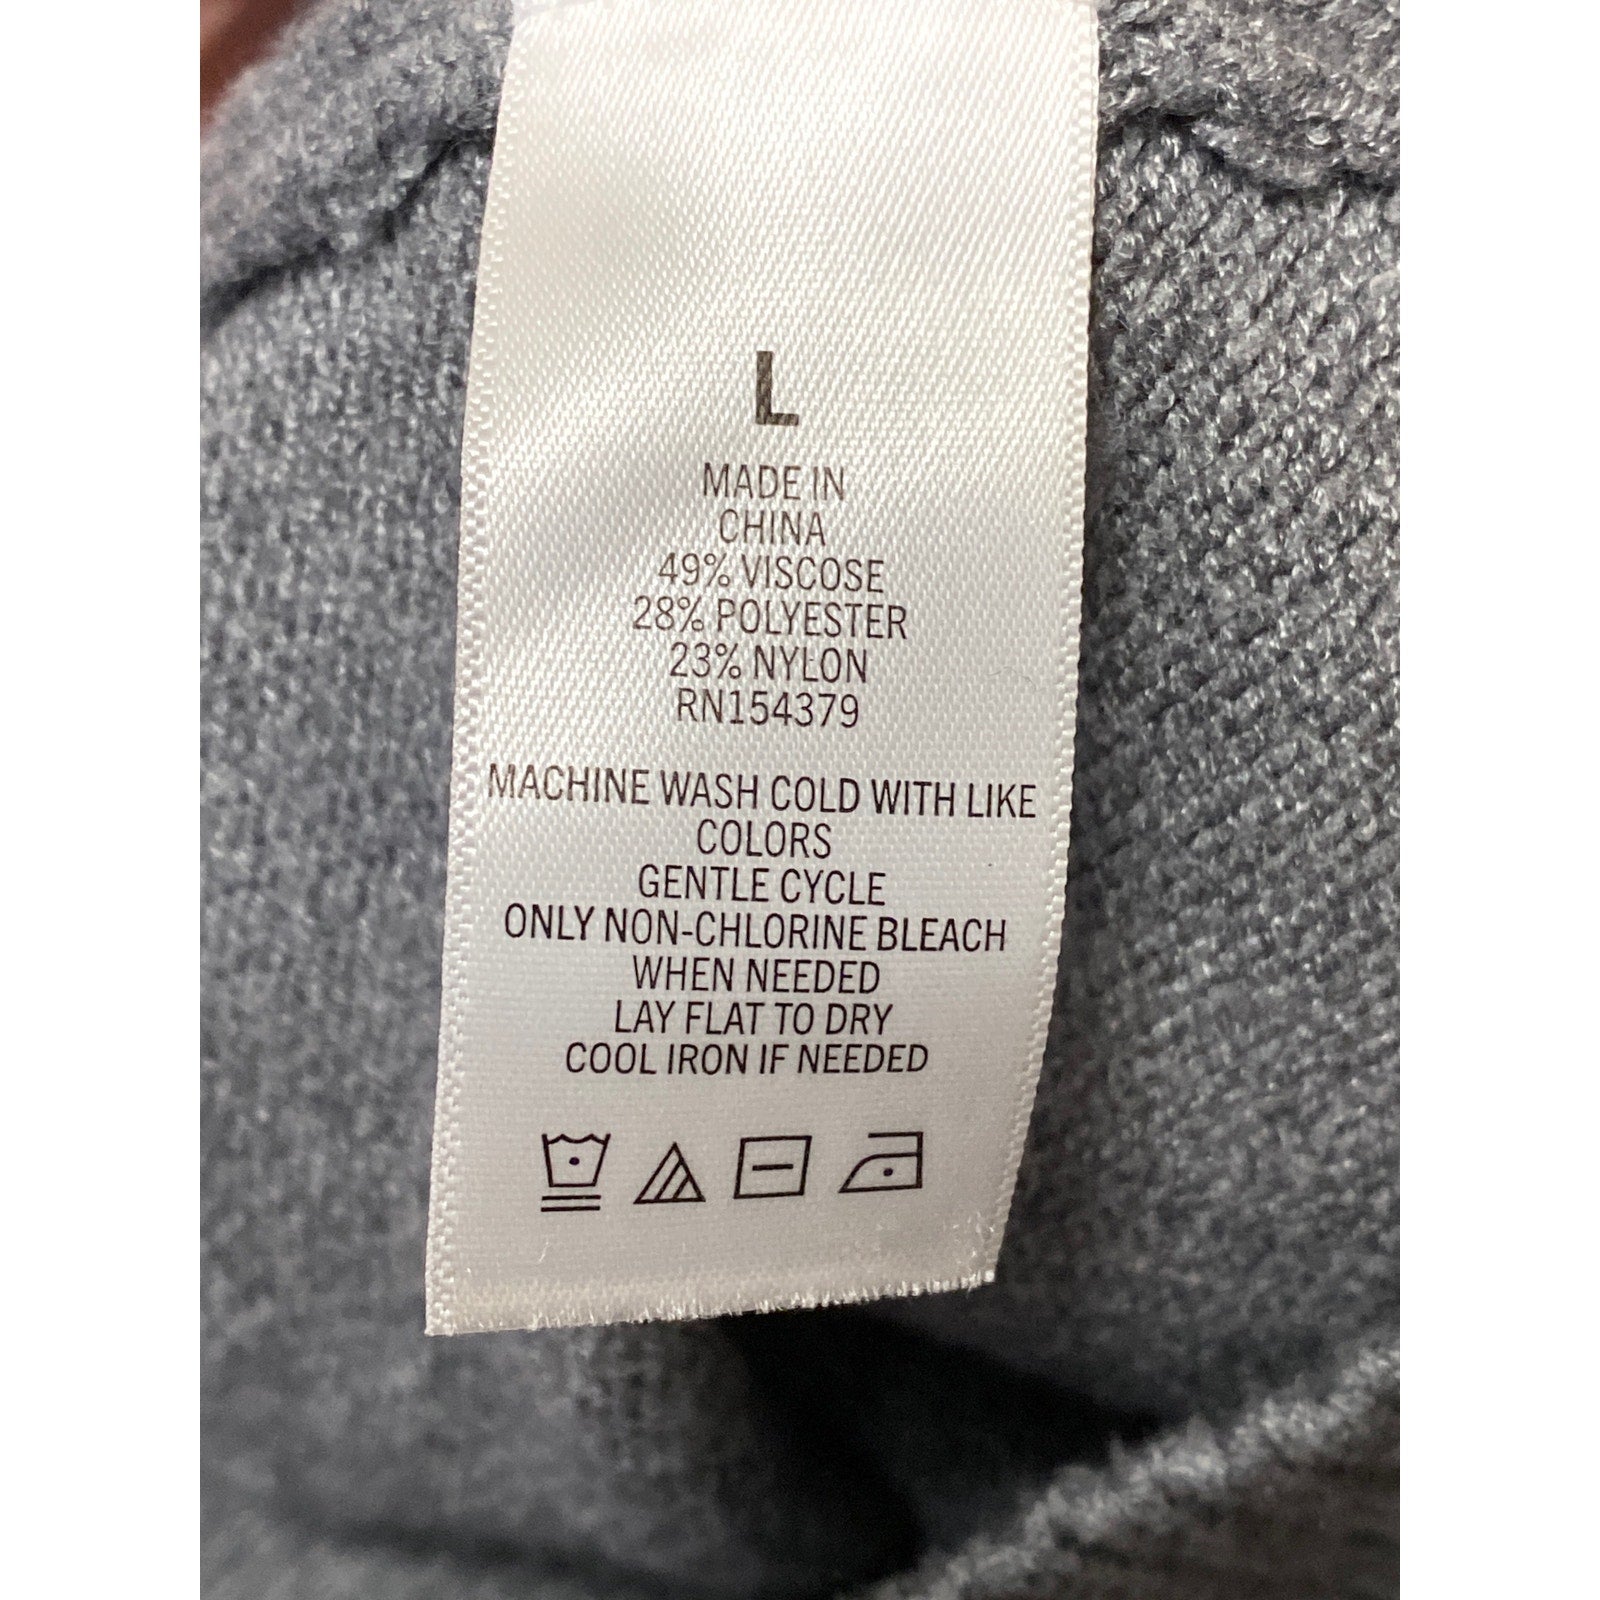 L
MADE IN
CHINA
49% VISCOSE
28% POLYESTER
23% NYLON
RN154379
MACHINE WASH COLD WITH LIKE
COLORS
GENTLE CYCLE
ONLY NON-CHLORINE BLEACH
WHEN NEEDED
LAY FLAT TO DRY
COOL IRON IF NEEDED